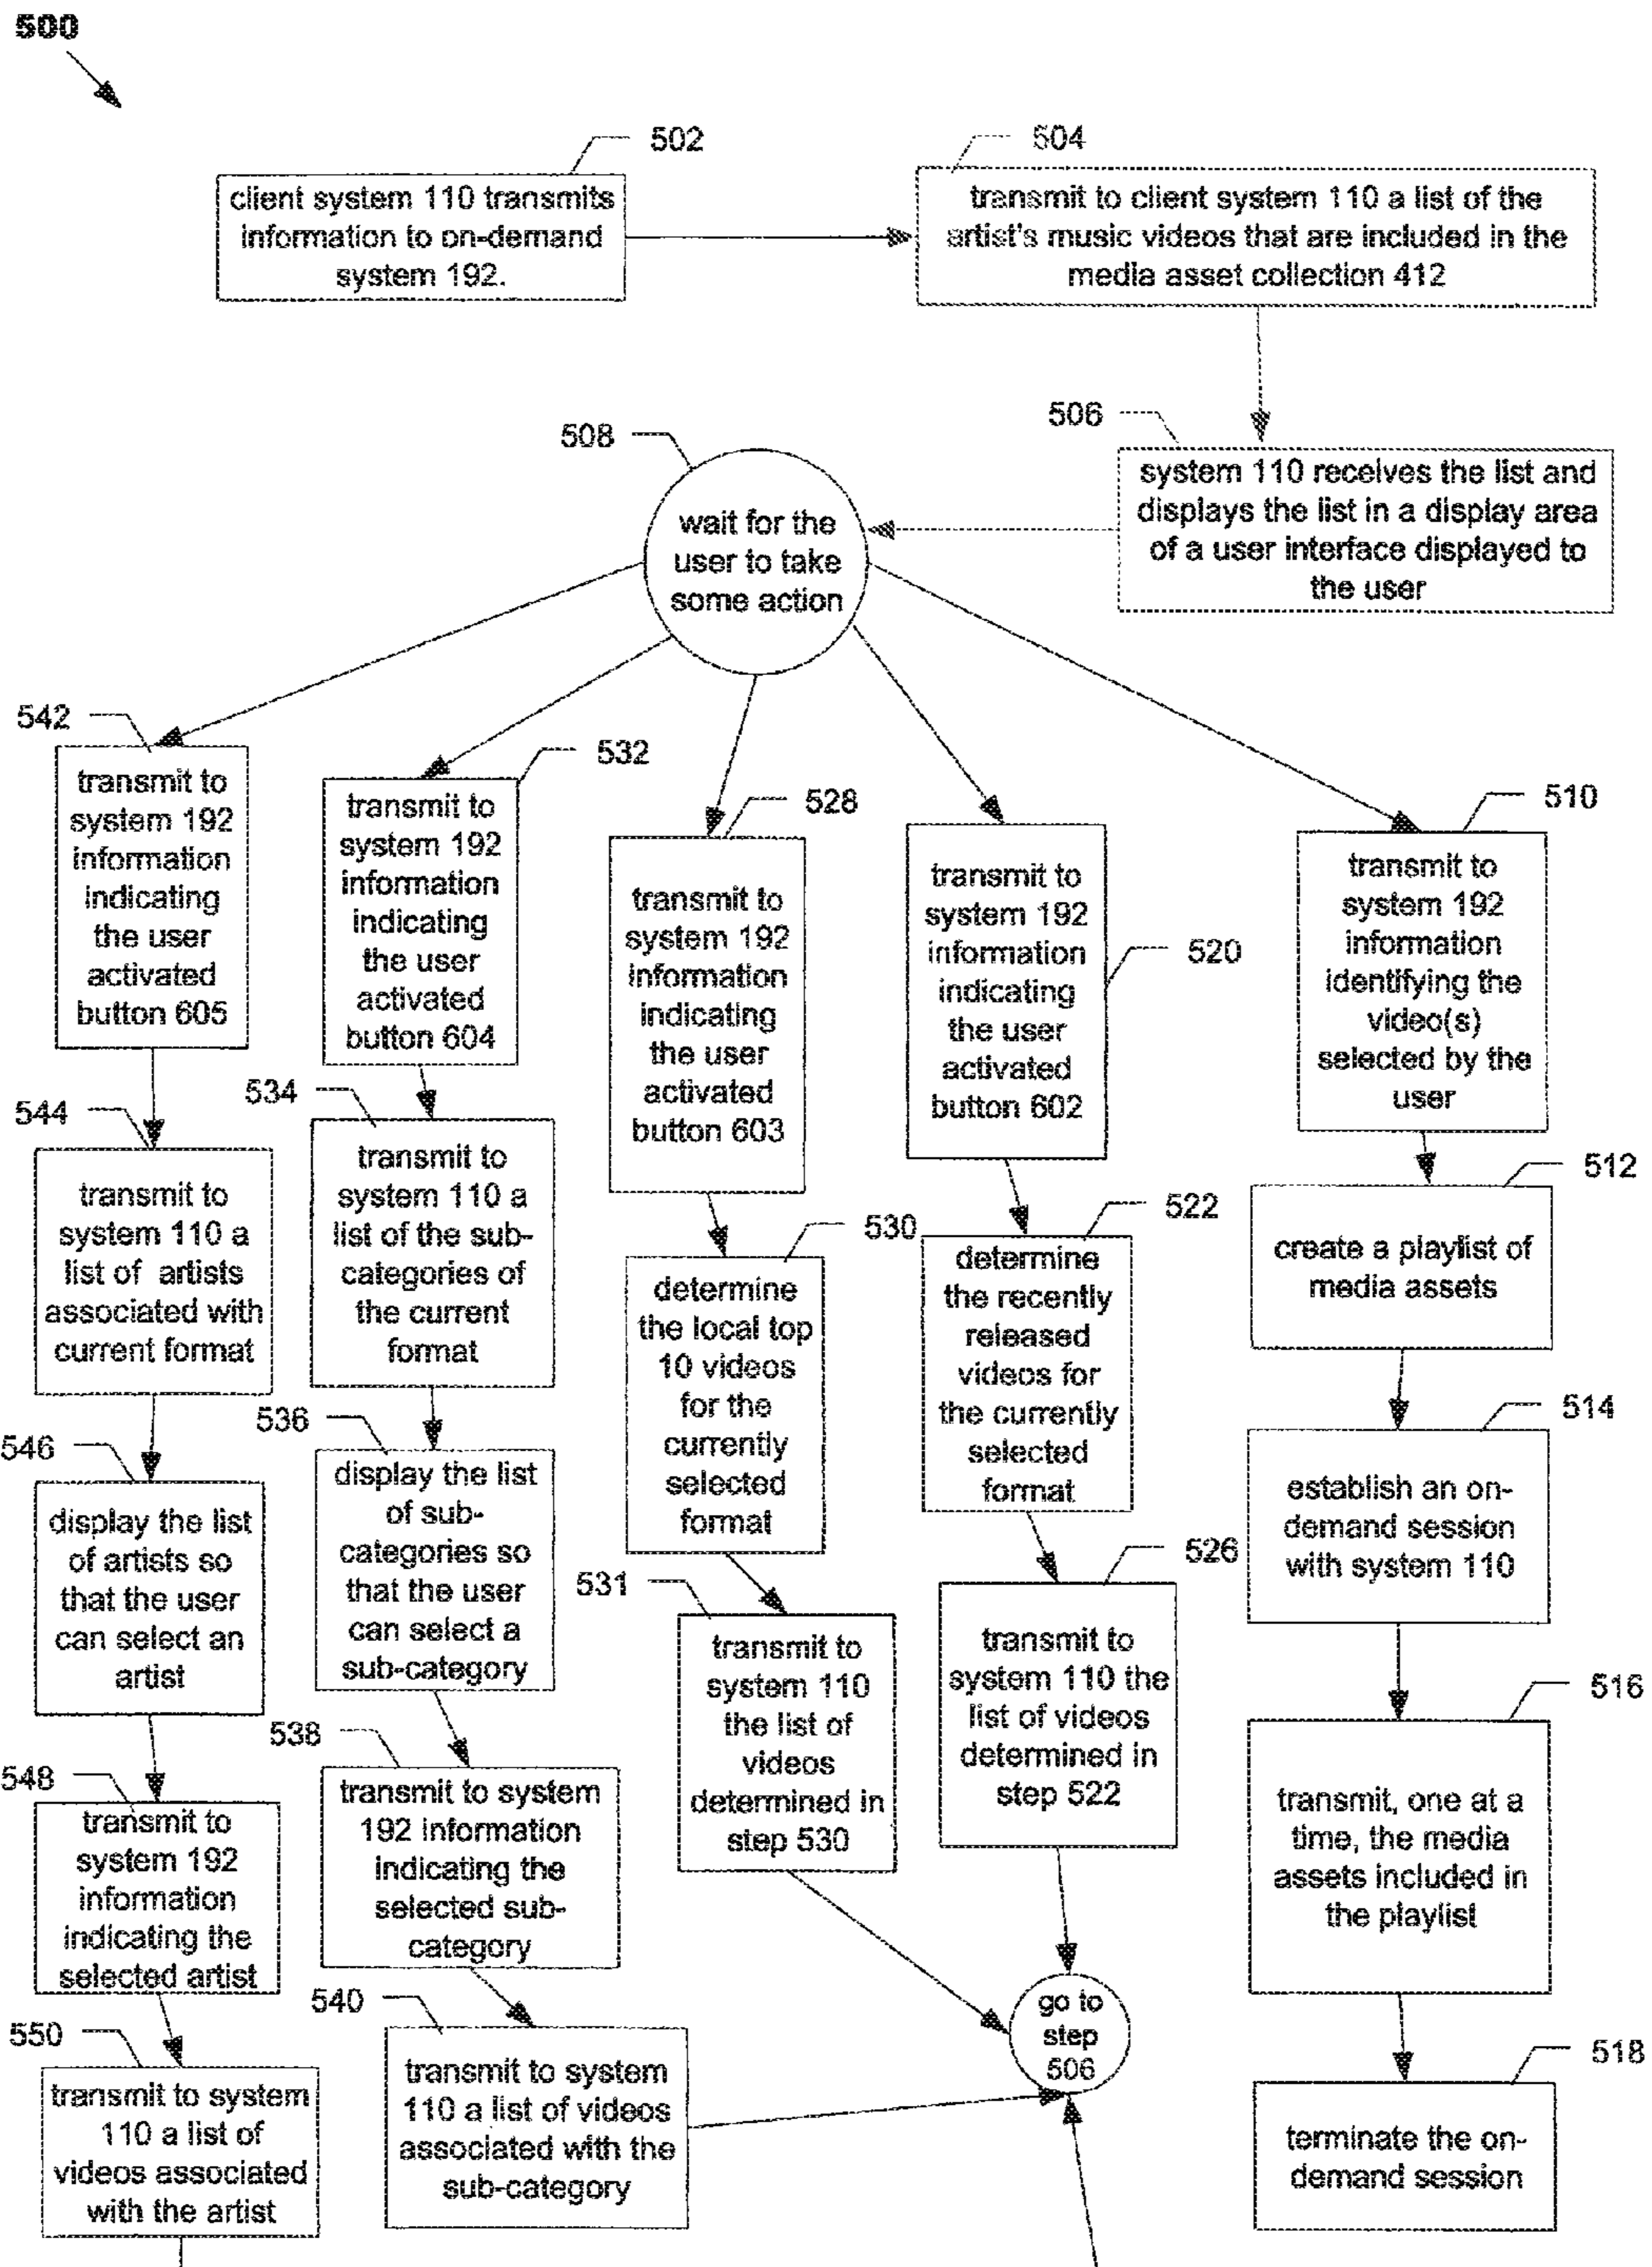 500
502
client system 110 transmits
information to on-demand
system 192.
504
transmit to client system 110 a list of the
artist's music videos that are included in the
media asset collection 412
506
system 110 receives the list and
displays the list in a display area
of a user interface displayed to
the user
508
wait for the
user to take
some action
542
transmit to
system 192
information
indicating
the user
activated
button 605
544
transmit to
system 110 a
list of artists
associated with
current format
546
display the list
of artists so
that the user
can select an
artist
548
transmit to
system 192
information
indicating the
selected artist
550
transmit to system
110 a list of
videos associated
with the artist
532
transmit to
system 192
information
indicating
the user
activated
button 604
534
transmit to
system 110 a
list of the sub-
categories of
the current
format
536
display the list
of sub-
categories so
that the user
can select a
sub-category
538
transmit to system
192 information
indicating the
selected sub-
category
540
transmit to system
110 a list of videos
associated with the
sub-category
528
transmit to
system 192
information
indicating
the user
activated
button 603
530
determine
the local top
10 videos
for the
currently
selected
format
531
transmit to
system 110
the list of
videos
determined in
step 530
520
transmit to
system 192
information
indicating
the user
activated
button 602
522
determine
the recently
released
videos for
the currently
selected
format
526
transmit to
system 110 the
list of videos
determined in
step 522
go to
step
506
510
transmit to
system 192
information
identifying the
video(s)
selected by the
user
512
create a playlist of
media assets
514
establish an on-
demand session
with system 110
516
transmit, one at a
time, the media
assets included in
the playlist
518
terminate the on-
demand session